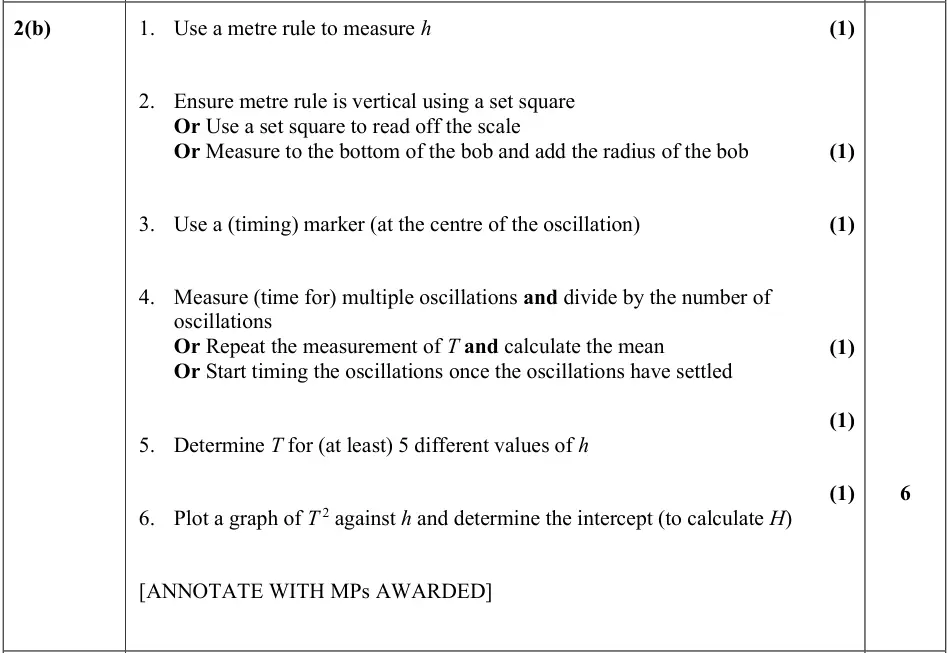 2(b) 1. Use a metre rule to measure h (1)
2. Ensure metre rule is vertical using a set square
Or Use a set square to read off the scale
Or Measure to the bottom of the bob and add the radius of the bob (1)
3. Use a (timing) marker (at the centre of the oscillation) (1)
4. Measure (time for) multiple oscillations and divide by the number of
oscillations
Or Repeat the measurement of T and calculate the mean (1)
Or Start timing the oscillations once the oscillations have settled
(1)
5. Determine T for (at least) 5 different values of h
(1) 6
6. Plot a graph of T² against h and determine the intercept (to calculate H)
[ANNOTATE WITH MPs AWARDED]